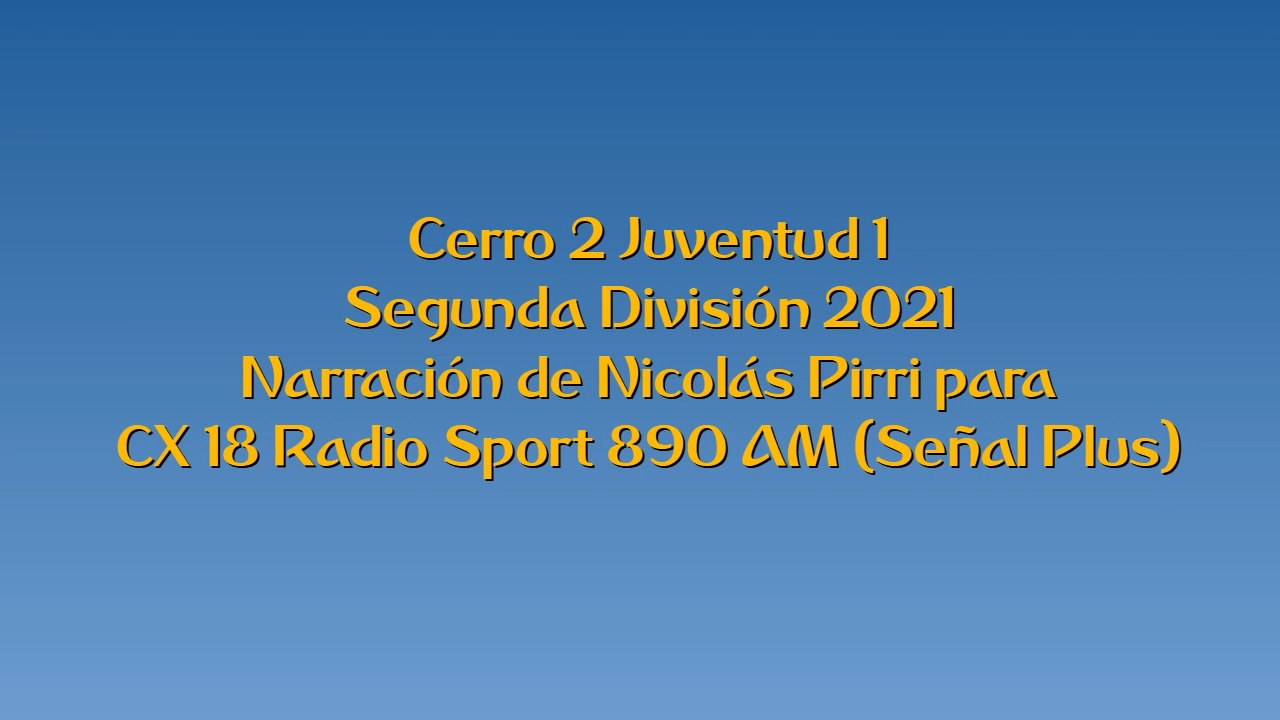 Cerro 2 Juventud 1
Segunda División 2021
Narración de Nicolás Pirri para
CX 18 Radio Sport 890 AM (Señal Plus)